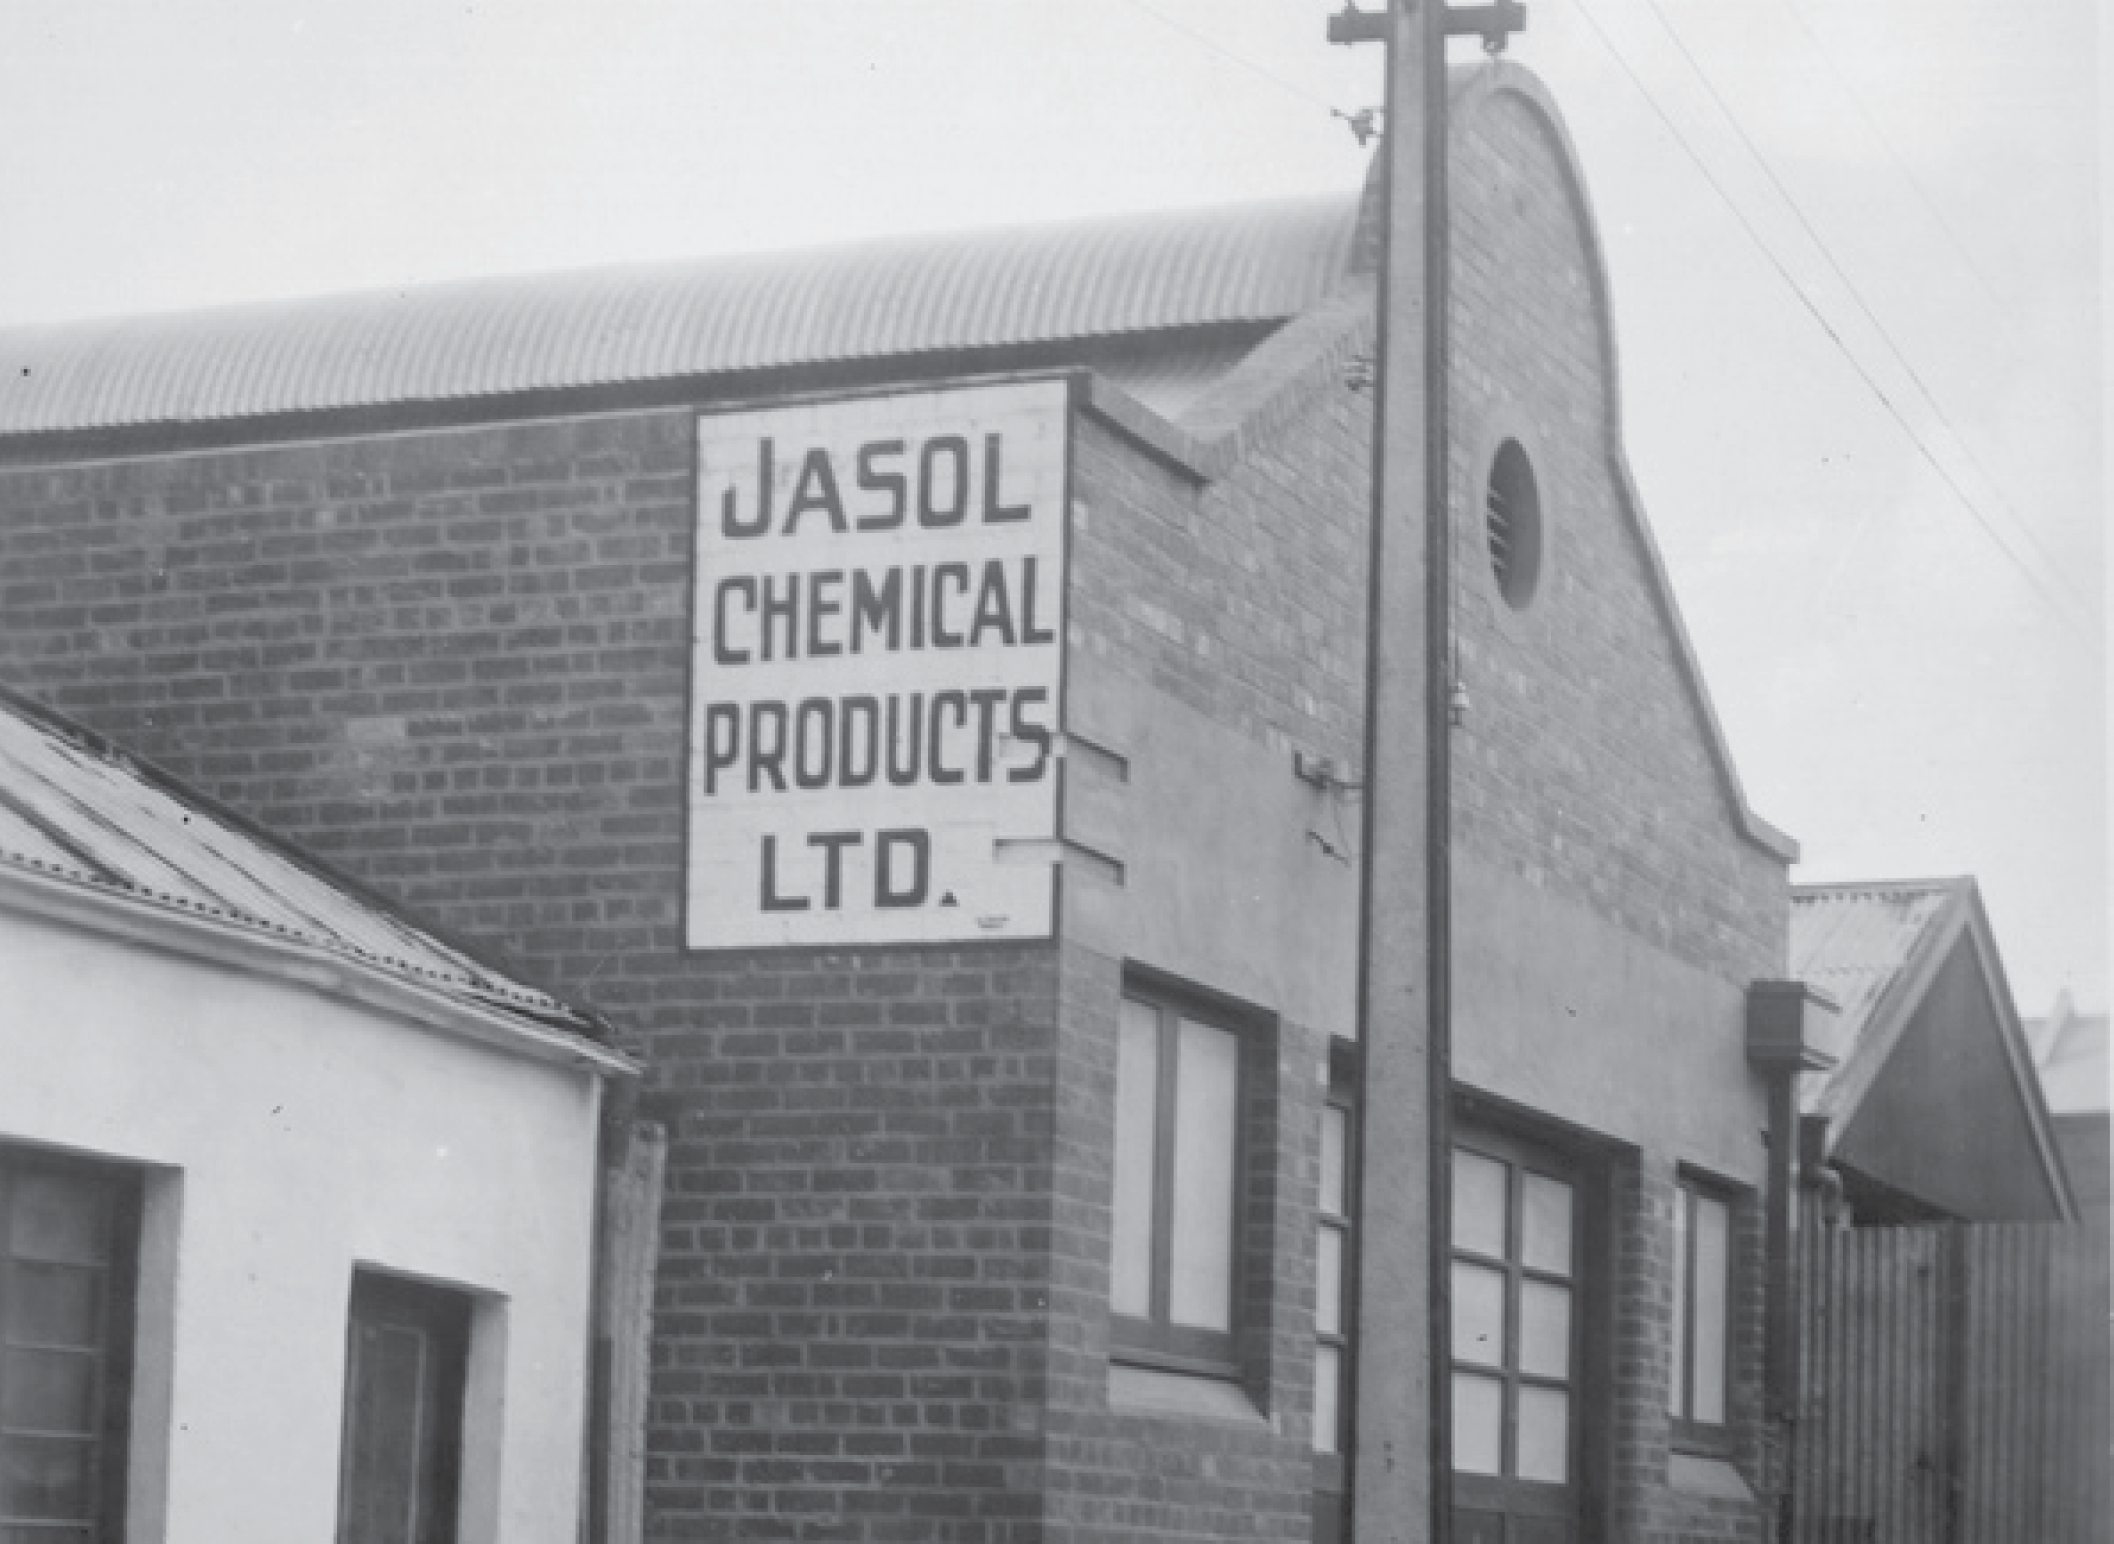 JASOL
CHEMICAL
PRODUCTS
LTD.